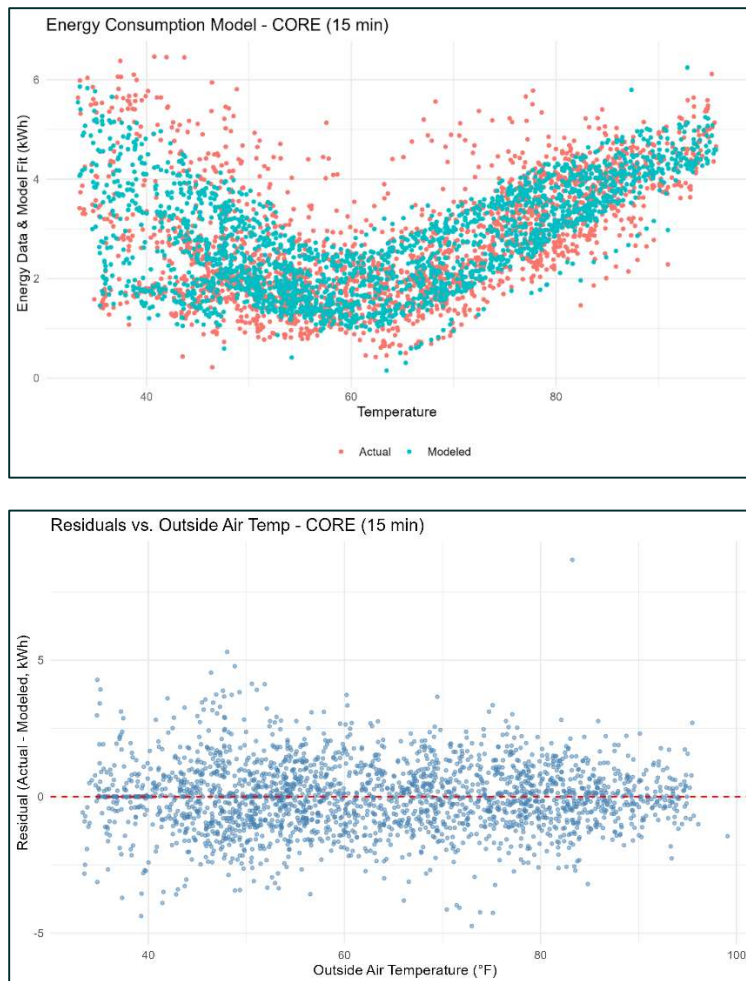 Energy Consumption Model - CORE (15 min)
Energy Data & Model Fit (kWh)
6
4
2
0
40 60 80
Temperature
Actual Modeled
Residuals vs. Outside Air Temp - CORE (15 min)
Residual (Actual - Modeled, kWh)
5
0
-5
40 60 80 100
Outside Air Temperature (°F)